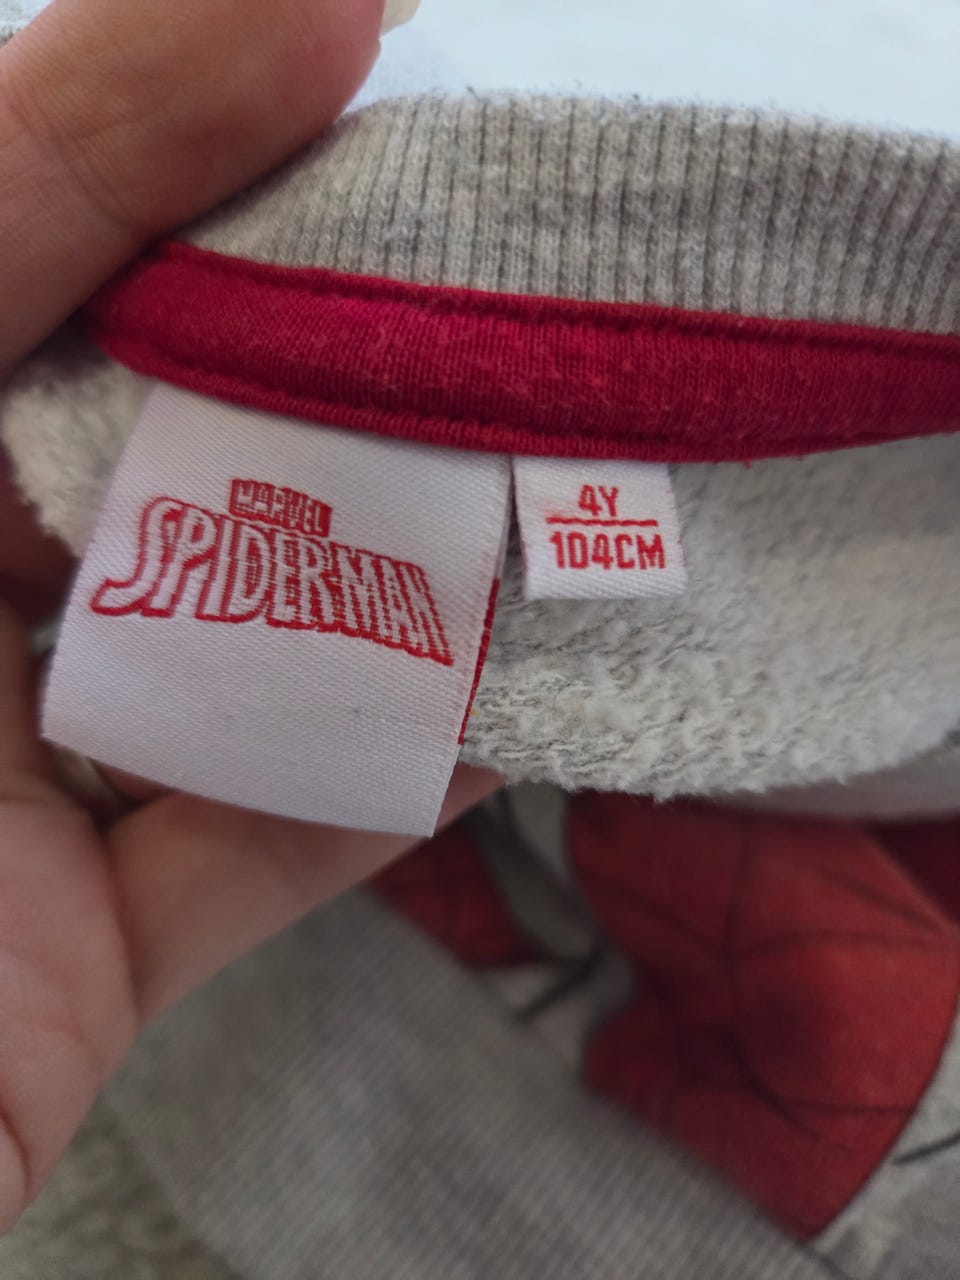 MARVEL
SPIDER-MAN
4Y
104CM